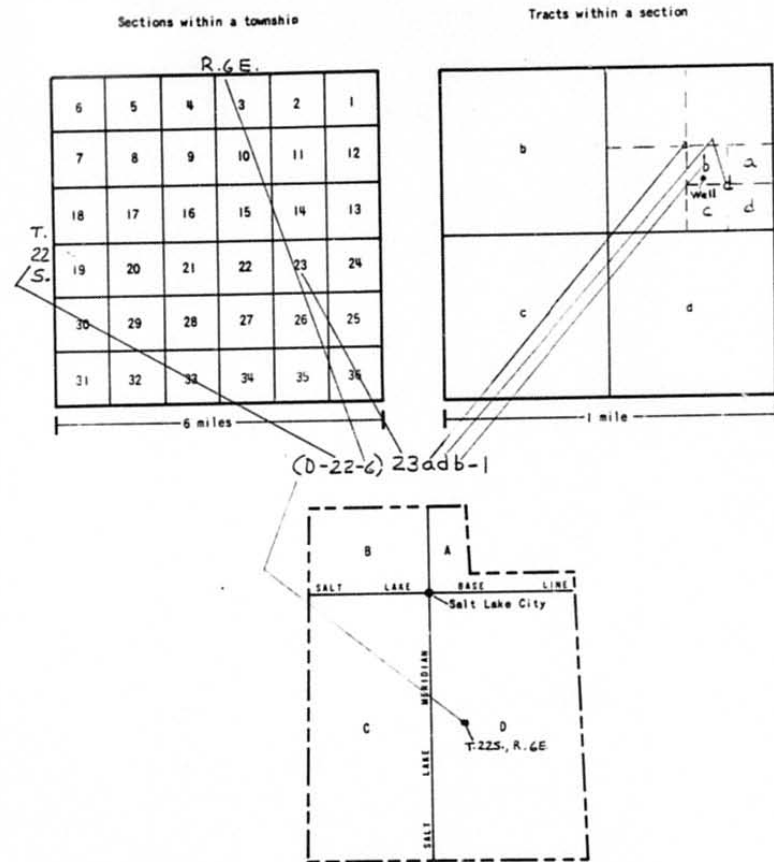 Sections within a township
Tracts within a section
R.6E.
6 5 4 3 2 1
7 8 9 10 11 12
18 17 16 15 14 13
T.
22
S.
19 20 21 22 23 24
30 29 28 27 26 25
31 32 33 34 35 36
6 miles
b
b a
Well d
c d
c d
1 mile
(D-22-6) 23adb-1
B A
SALT LAKE BASE LINE
Salt Lake City
C D
T.22S., R.6E.
SALT LAKE MERIDIAN